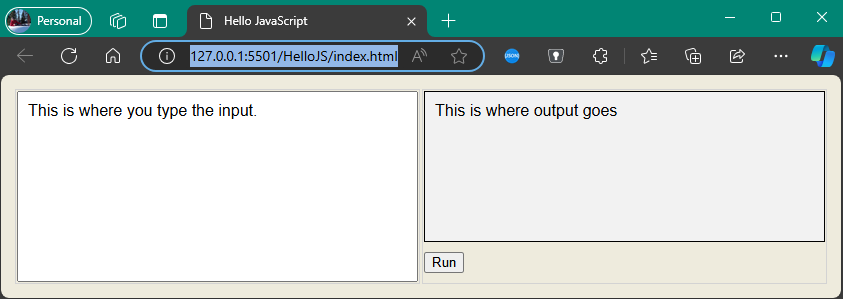 Personal
Hello JavaScript
127.0.0.1:5501/HelloJS/index.html
This is where you type the input.
This is where output goes
Run